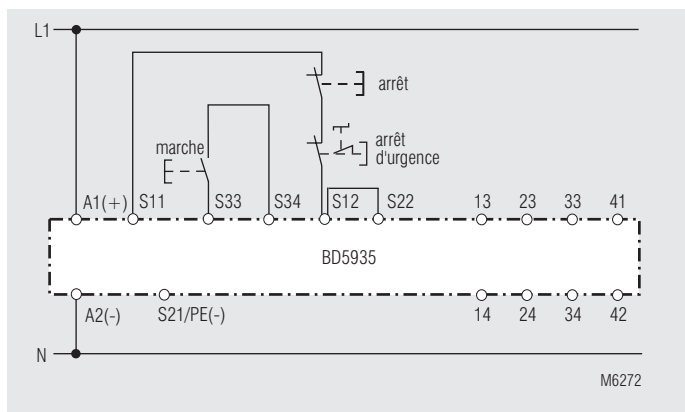 L1
arrêt
marche
arrêt
d'urgence
A1(+) S11 S33 S34 S12 S22 13 23 33 41
BD5935
A2(-) S21/PE(-) 14 24 34 42
N
M6272